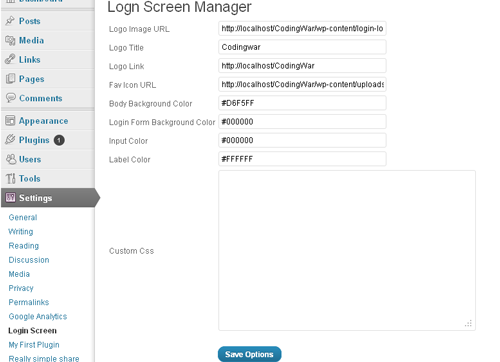 Dashboard
Posts
Media
Links
Pages
Comments
Appearance
Plugins 1
Users
Tools
Settings
General
Writing
Reading
Discussion
Media
Privacy
Permalinks
Google Analytics
Login Screen
My First Plugin
Really simple share
Logn Screen Manager
Logo Image URL http://localhost/CodingWar/wp-content/login-lo
Logo Title Codingwar
Logo Link http://localhost/CodingWar
Fav Icon URL http://localhost/CodingWar/wp-content/uploads
Body Background Color #D6F5FF
Login Form Background Color #000000
Input Color #000000
Label Color #FFFFFF
Custom Css
Save Options